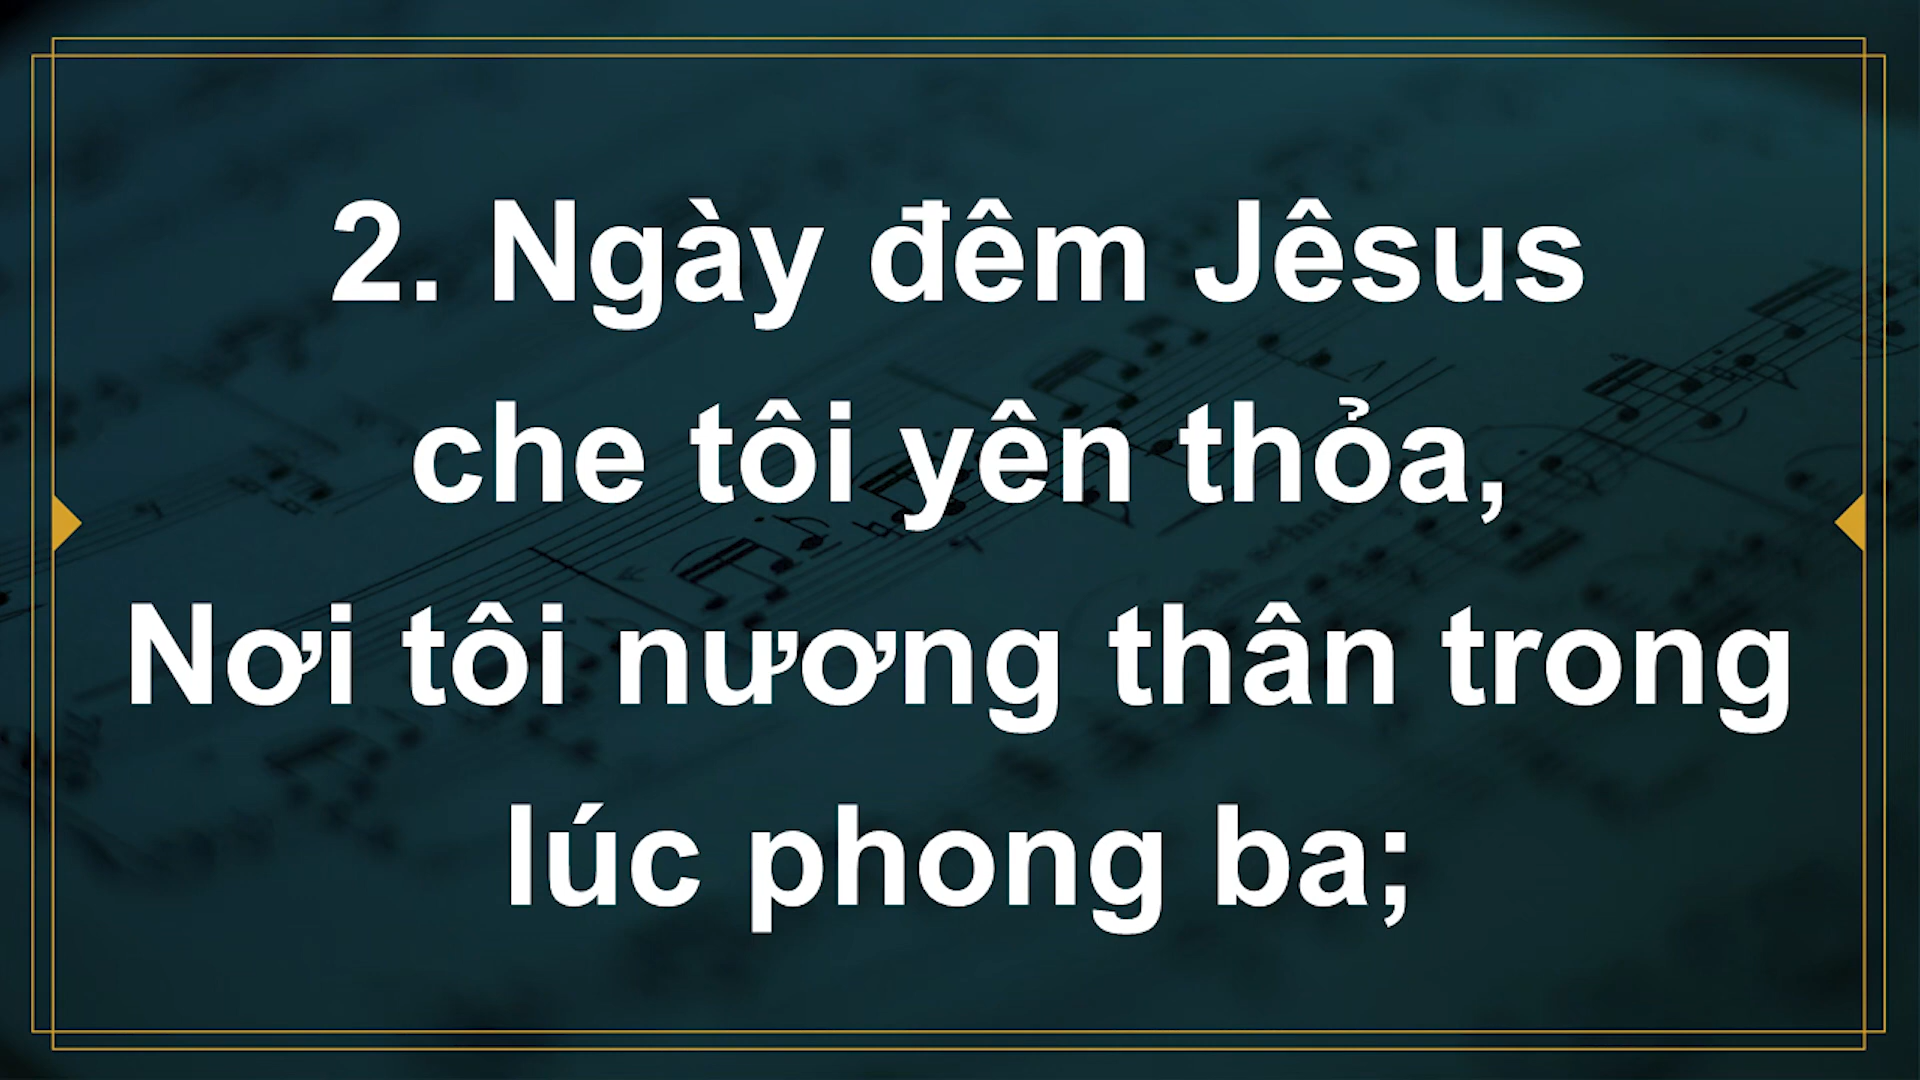 2. Ngày đêm Jêsus
che tôi yên thỏa,
Nơi tôi nương thân trong
lúc phong ba;